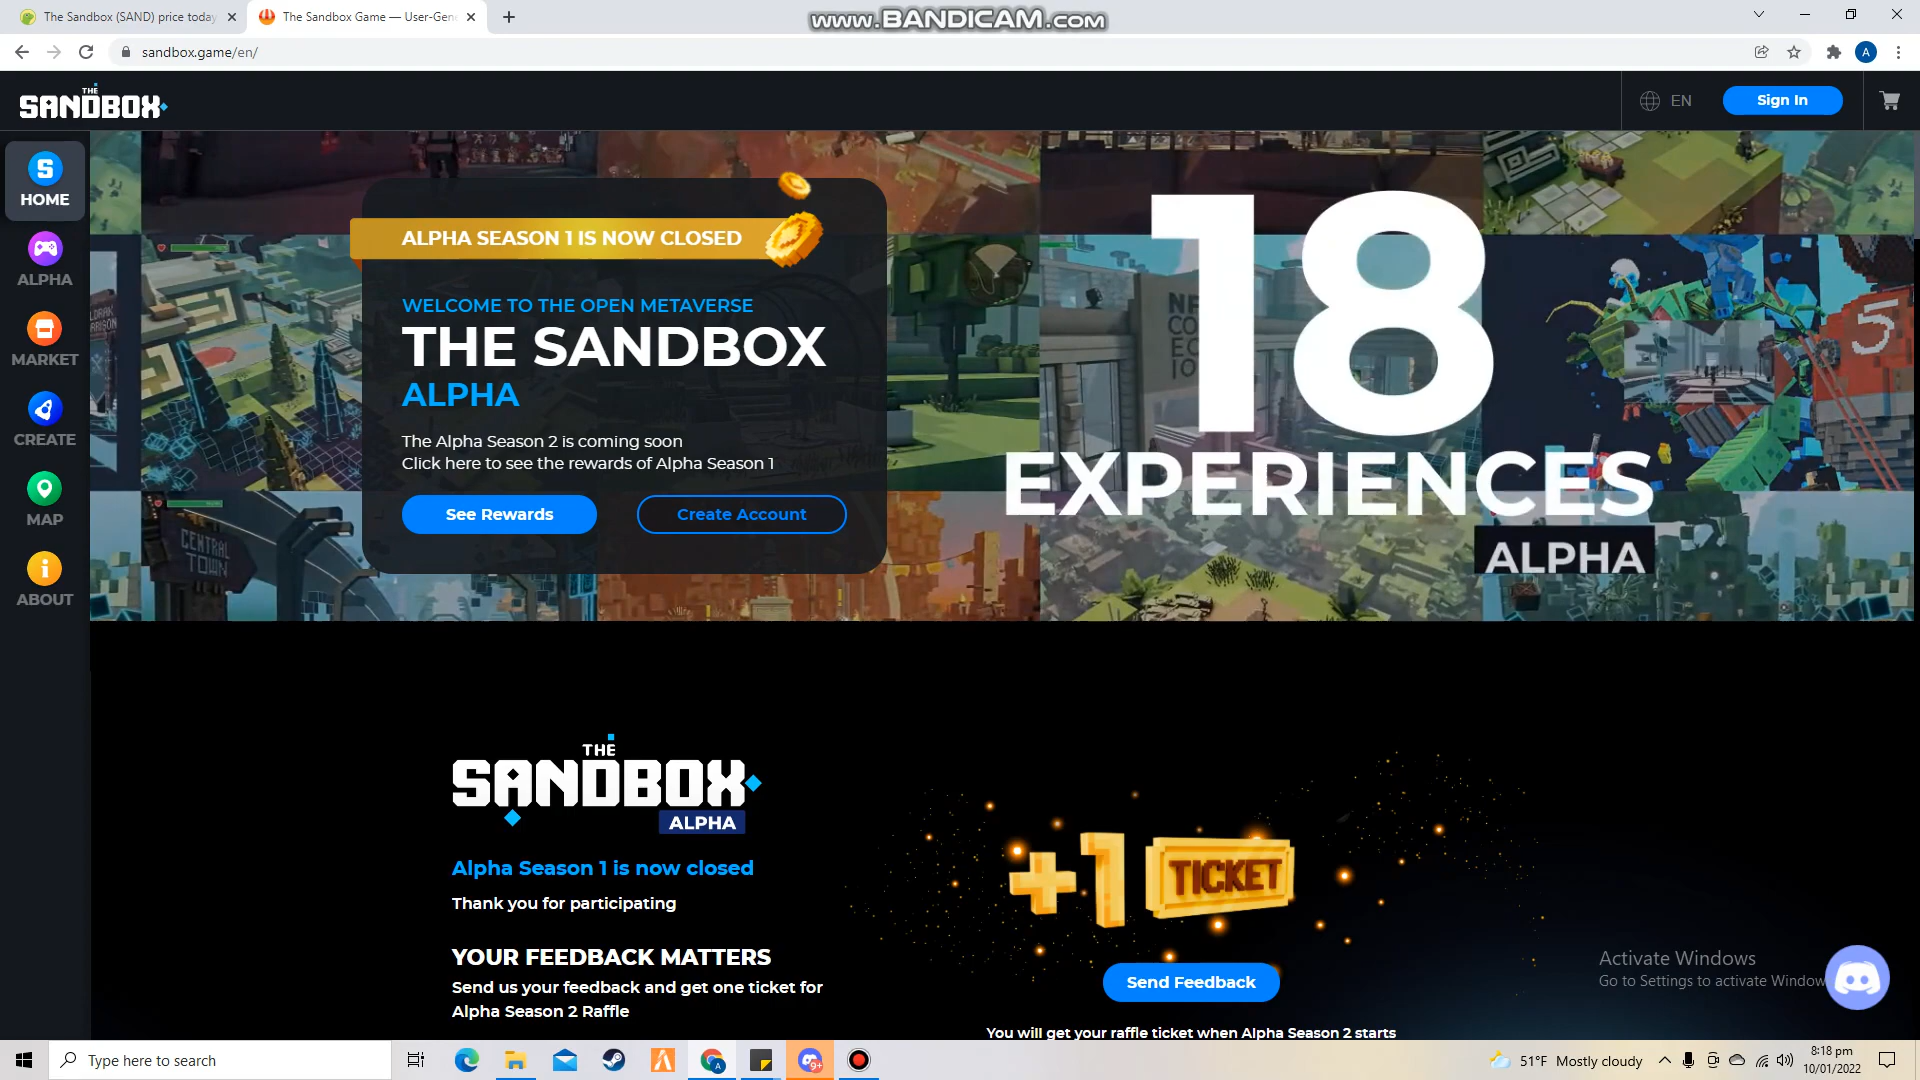 The Sandbox (SAND) price today
The Sandbox Game — User-Gen
www.BANDICAM.com
sandbox.game/en/
A
THE
SANDBOX
EN
Sign In
S
HOME
ALPHA
MARKET
CREATE
MAP
ABOUT
ALPHA SEASON 1 IS NOW CLOSED
WELCOME TO THE OPEN METAVERSE
THE SANDBOX
ALPHA
The Alpha Season 2 is coming soon
Click here to see the rewards of Alpha Season 1
See Rewards
Create Account
CENTRAL
TOWN
18
EXPERIENCES
ALPHA
5
THE
SANDBOX
ALPHA
Alpha Season 1 is now closed
Thank you for participating
YOUR FEEDBACK MATTERS
Send us your feedback and get one ticket for
Alpha Season 2 Raffle
+1 TICKET
Send Feedback
You will get your raffle ticket when Alpha Season 2 starts
Activate Windows
Go to Settings to activate Window
Type here to search
A
9+
51°F Mostly cloudy
8:18 pm
10/01/2022